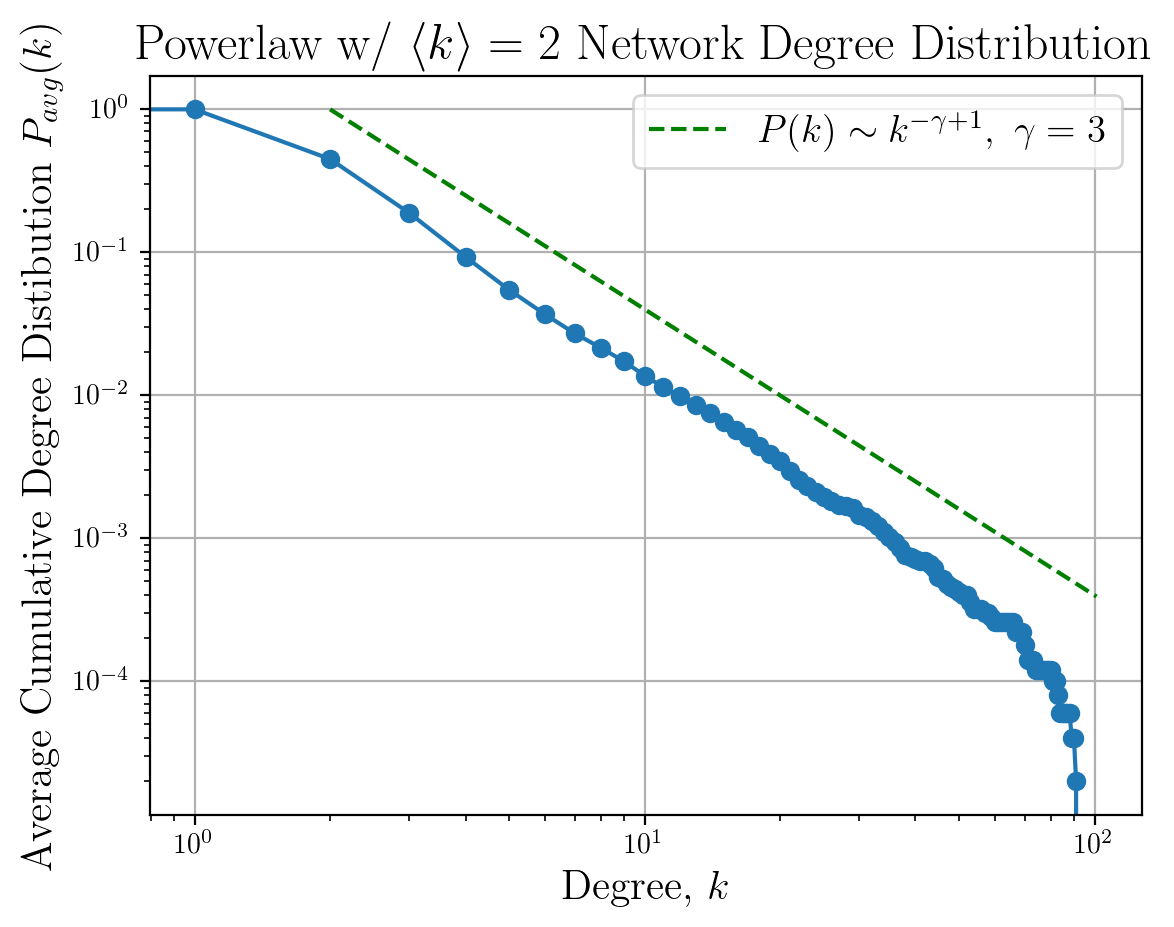 Powerlaw w/ ⟨k⟩ = 2 Network Degree Distribution
Average Cumulative Degree Distibution P_{avg}(k)
10^0
10^{-1}
10^{-2}
10^{-3}
10^{-4}
P(k) ∼ k^{-γ+1}, γ = 3
10^0
10^1
10^2
Degree, k